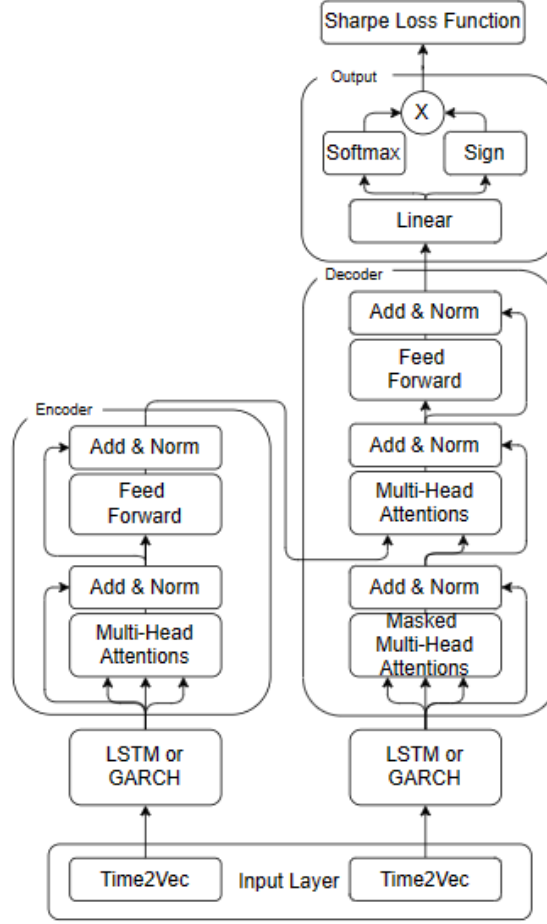 Sharpe Loss Function
Output
X
Softmax
Sign
Linear
Decoder
Add & Norm
Feed
Forward
Add & Norm
Multi-Head
Attentions
Add & Norm
Masked
Multi-Head
Attentions
LSTM or
GARCH
Encoder
Add & Norm
Feed
Forward
Add & Norm
Multi-Head
Attentions
LSTM or
GARCH
Time2Vec
Input Layer
Time2Vec